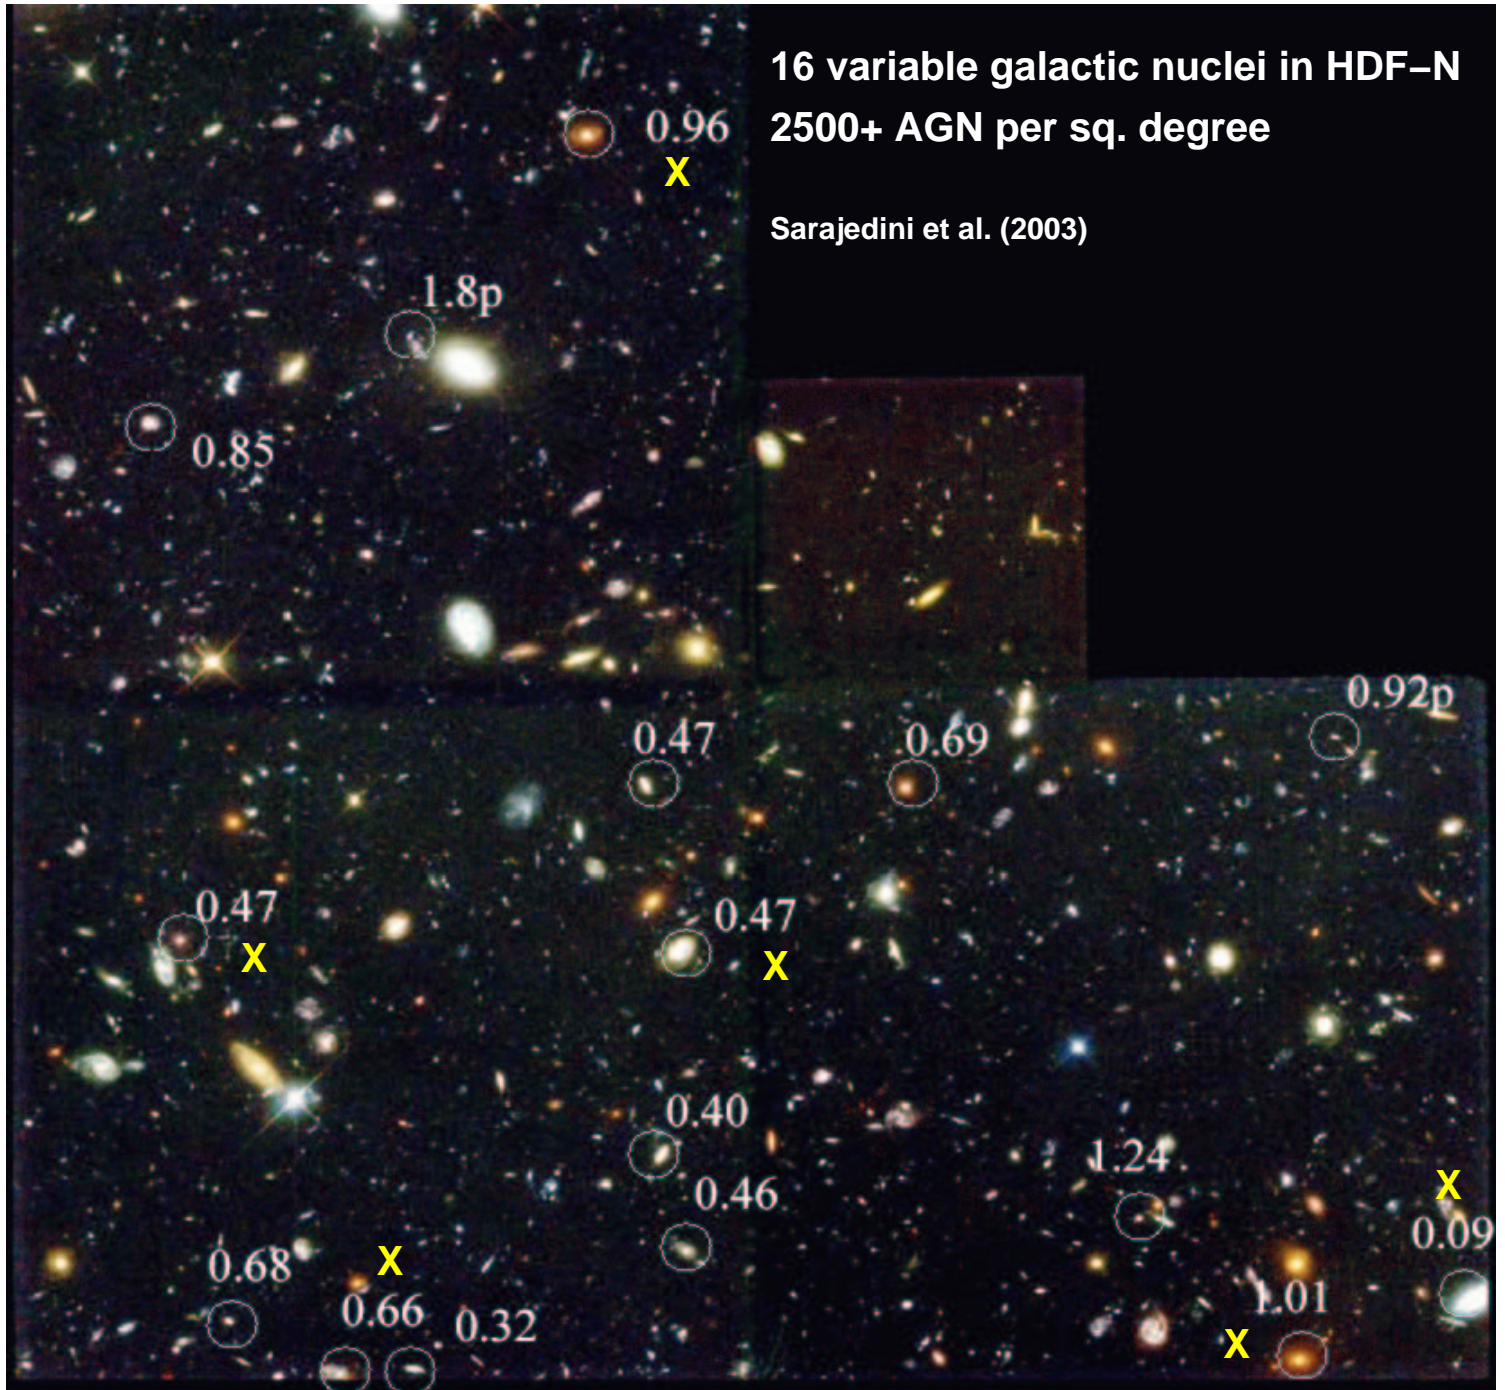 16 variable galactic nuclei in HDF–N
2500+ AGN per sq. degree
Sarajedini et al. (2003)
0.96
X
1.8p
0.85
0.92p
0.47
0.69
0.47
X
0.47
X
0.40
1.24
0.46
X
0.09
0.68
X
0.66
0.32
1.01
X